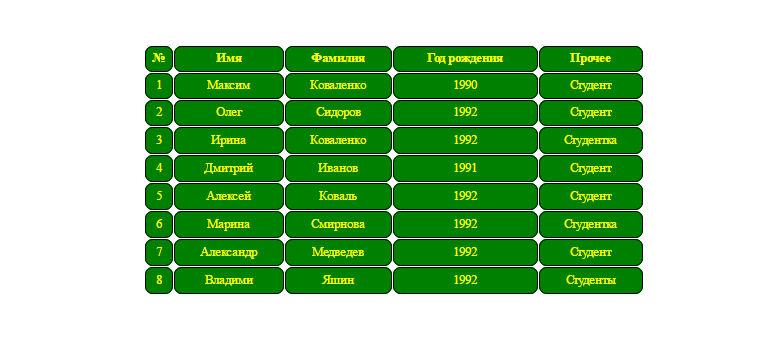 № Имя Фамилия Год рождения Прочее
1 Максим Коваленко 1990 Студент
2 Олег Сидоров 1992 Студент
3 Ирина Коваленко 1992 Студентка
4 Дмитрий Иванов 1991 Студент
5 Алексей Коваль 1992 Студент
6 Марина Смирнова 1992 Студентка
7 Александр Медведев 1992 Студент
8 Владими Яшин 1992 Студенты